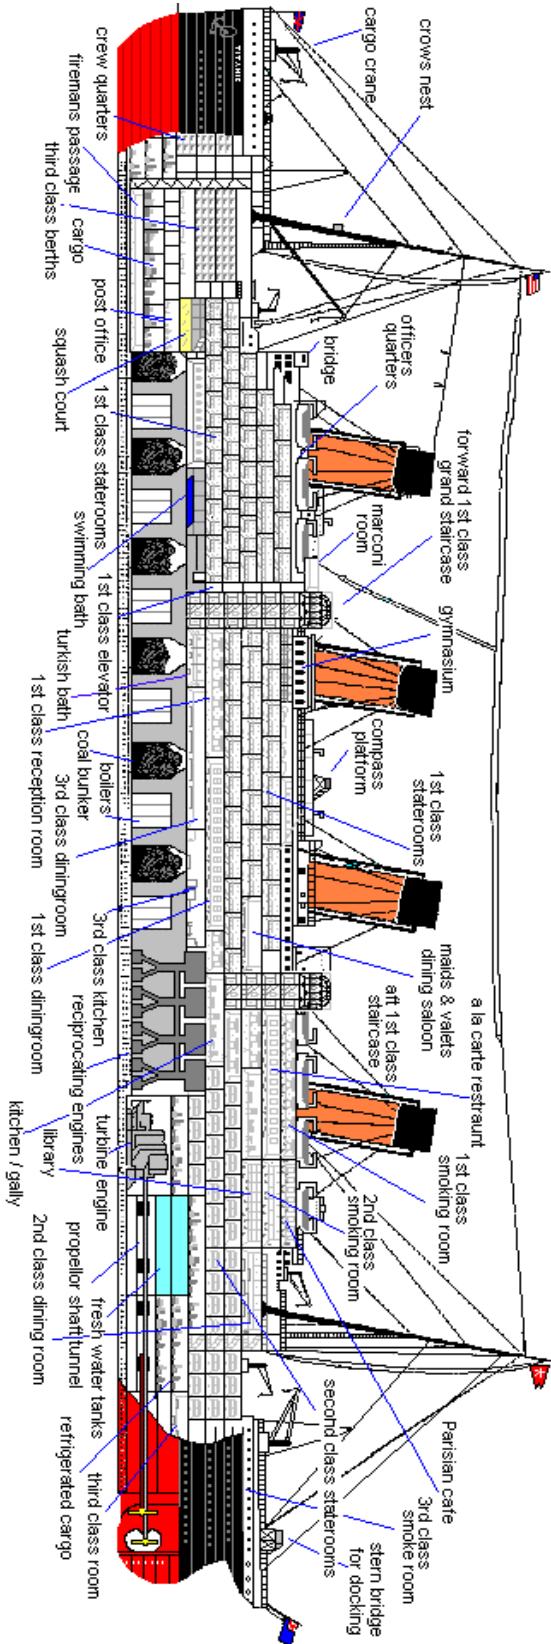 crows nest
cargo crane
TITANIC
bridge
officers
quarters
forward 1st class
grand staircase
marconi
room
gymnasium
compass
platform
1st class
staterooms
maids & valets
dining saloon
aft 1st class
staircase
a la carte restraunt
1st class
smoking room
2nd class
smoking room
Parisian cafe
3rd class
smoke room
second class staterooms
stern bridge
for docking
crew quarters
firemans passage
third class berths
cargo
post office
squash court
1st class staterooms
swimming bath
1st class elevator
turkish bath
1st class reception room
boilers
coal bunker
3rd class diningroom
1st class diningroom
3rd class kitchen
reciprocating engines
kitchen / gally
library
turbine engine
2nd class dining room
propellor shaft tunnel
fresh water tanks
refrigerated cargo
third class room